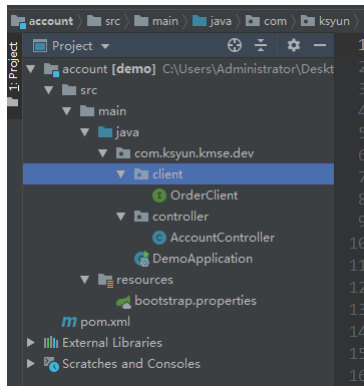 account src main java com ksyun
1: Project
Project
account [demo] C:\Users\Administrator\Deskt
src
main
java
com.ksyun.kmse.dev
client
OrderClient
controller
AccountController
DemoApplication
resources
bootstrap.properties
pom.xml
External Libraries
Scratches and Consoles
1
2
3
4
5
6
7
8
9
10
11
12
13
14
15
16